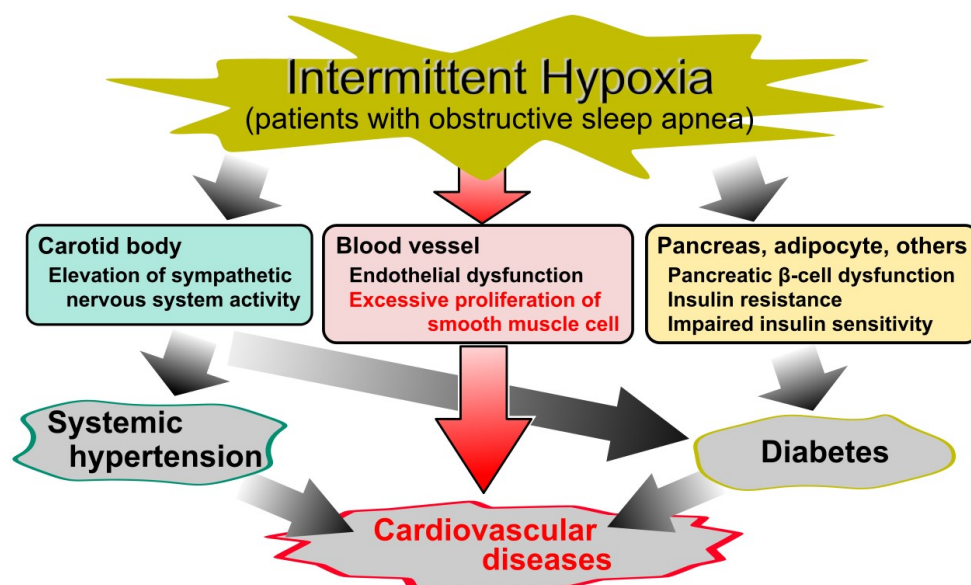 Intermittent Hypoxia
(patients with obstructive sleep apnea)
Carotid body
Elevation of sympathetic
nervous system activity
Blood vessel
Endothelial dysfunction
Excessive proliferation of
smooth muscle cell
Pancreas, adipocyte, others
Pancreatic β-cell dysfunction
Insulin resistance
Impaired insulin sensitivity
Systemic
hypertension
Diabetes
Cardiovascular
diseases